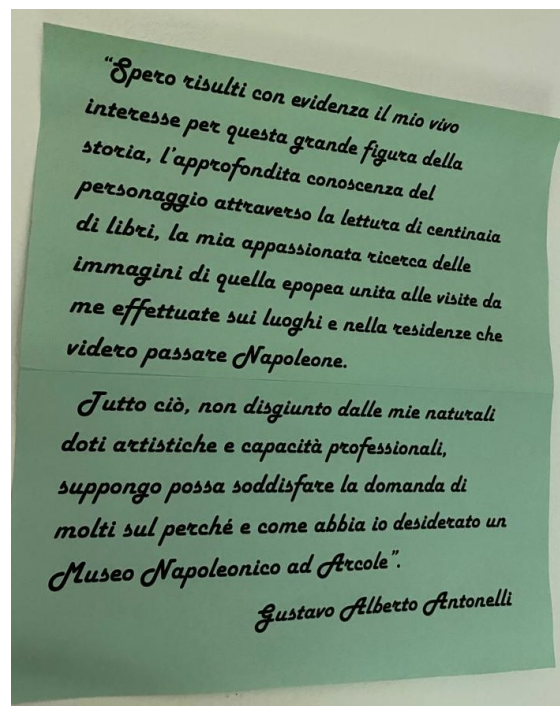 “Spero risulti con evidenza il mio vivo
interesse per questa grande figura della
storia, l'approfondita conoscenza del
personaggio attraverso la lettura di centinaia
di libri, la mia appassionata ricerca delle
immagini di quella epopea unita alle visite da
me effettuate sui luoghi e nella residenze che
videro passare Napoleone.
Tutto ciò, non disgiunto dalle mie naturali
doti artistiche e capacità professionali,
suppongo possa soddisfare la domanda di
molti sul perché e come abbia io desiderato un
Museo Napoleonico ad Arcole”.
Gustavo Alberto Antonelli